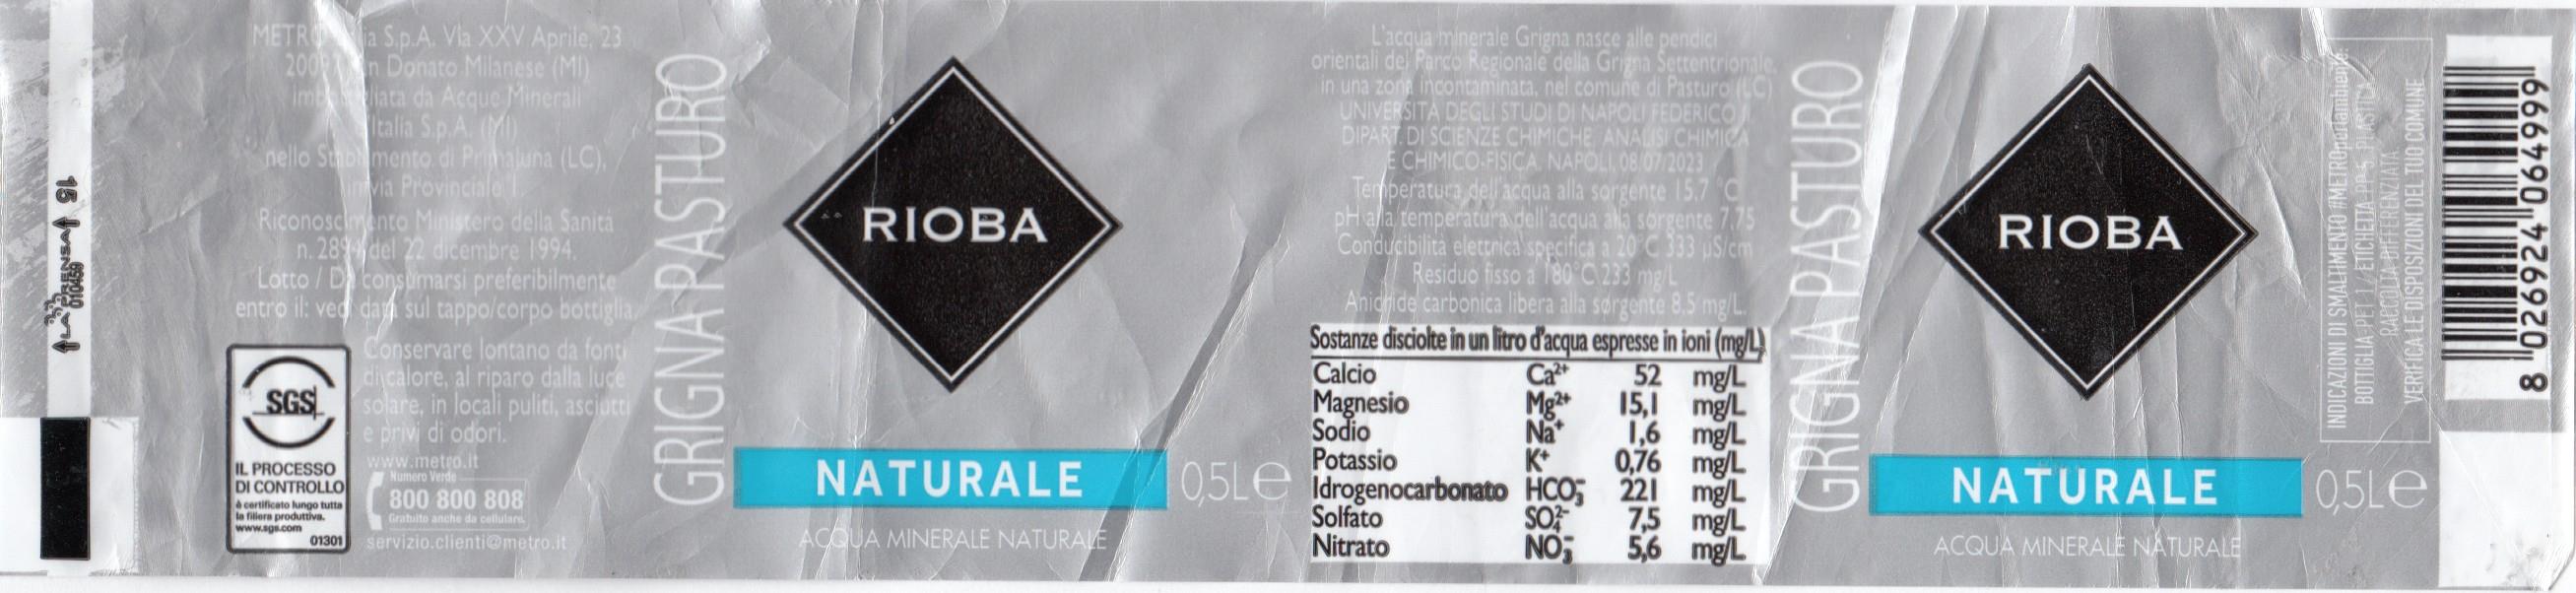 15
LA PRENSA
010459
METRO Italia S.p.A. Via XXV Aprile, 23
San Donato Milanese (MI)
imbottigliata da Acque Minerali
d'Italia S.p.A. (MI)
nello Stabilimento di Primaluna (LC),
in via Provinciale
Riconoscimento Ministero della Sanità
n. 2894 del 22 dicembre 1994.
Lotto / Da consumarsi preferibilmente
entro il: vedi data sul tappo/corpo bottiglia.
SGS
IL PROCESSO
DI CONTROLLO
è certificato lungo tutta
la filiera produttiva.
www.sgs.com
01301
Conservare lontano da fonti
di calore, al riparo dalla luce
solare, in locali puliti, asciutti
e privi di odori.
www.metro.it
Numero Verde
800 800 808
Gratuito anche da cellulare.
servizio.clienti@metro.it
GRIGNA PASTURO
RIOBA
NATURALE
0,5L e
ACQUA MINERALE NATURALE
L'acqua minerale Grigna nasce alle pendici
orientali del Parco Regionale della Grigna Settentrionale,
in una zona incontaminata, nel comune di Pasturo (LC)
UNIVERSITÀ DEGLI STUDI DI NAPOLI FEDERICO II.
DIPART. DI SCIENZE CHIMICHE. ANALISI CHIMICA
E CHIMICO-FISICA. NAPOLI, 08/07/2023
Temperatura dell'acqua alla sorgente 15.7 °C
pH alla temperatura dell'acqua alla sorgente 7.75
Conducibilità elettrica specifica a 20°C 333 µS/cm
Residuo fisso a 180°C 233 mg/L
Anidride carbonica libera alla sorgente 8.5 mg/L.
Sostanze disciolte in un litro d'acqua espresse in ioni (mg/L)
Calcio Ca²⁺ 52 mg/L
Magnesio Mg²⁺ 15,1 mg/L
Sodio Na⁺ 1,6 mg/L
Potassio K⁺ 0,76 mg/L
Idrogenocarbonato HCO₃⁻ 221 mg/L
Solfato SO₄²⁻ 7,5 mg/L
Nitrato NO₃⁻ 5,6 mg/L
GRIGNA PASTURO
RIOBA
NATURALE
0,5L e
ACQUA MINERALE NATURALE
INDICAZIONI DI SMALTIMENTO #METROperlambiente:
BOTTIGLIA PET 1 / ETICHETTA PP 5. PLASTICA
RACCOLTA DIFFERENZIATA.
VERIFICA LE DISPOSIZIONI DEL TUO COMUNE
8 026924 064999